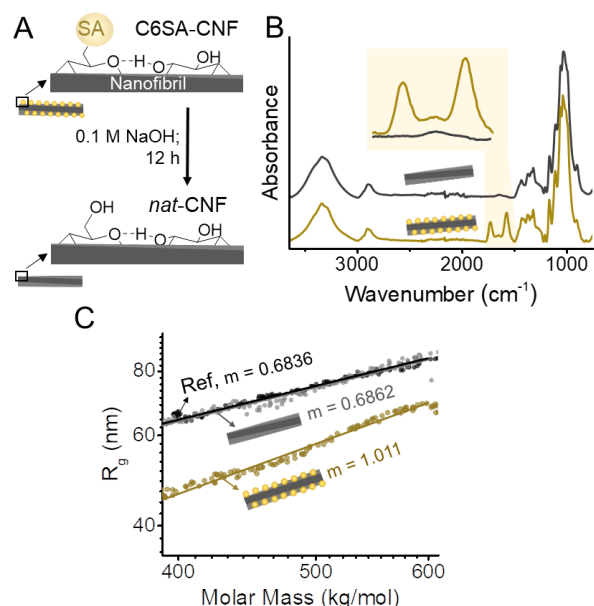 A
SA
C6SA-CNF
O--H-O
OH
Nanofibril
0.1 M NaOH;
12 h
OH
nat-CNF
O--H-O
OH
B
Absorbance
3000
2000
1000
Wavenumber (cm⁻¹)
C
Ref, m = 0.6836
m = 0.6862
m = 1.011
80
60
40
Rg (nm)
400
500
600
Molar Mass (kg/mol)